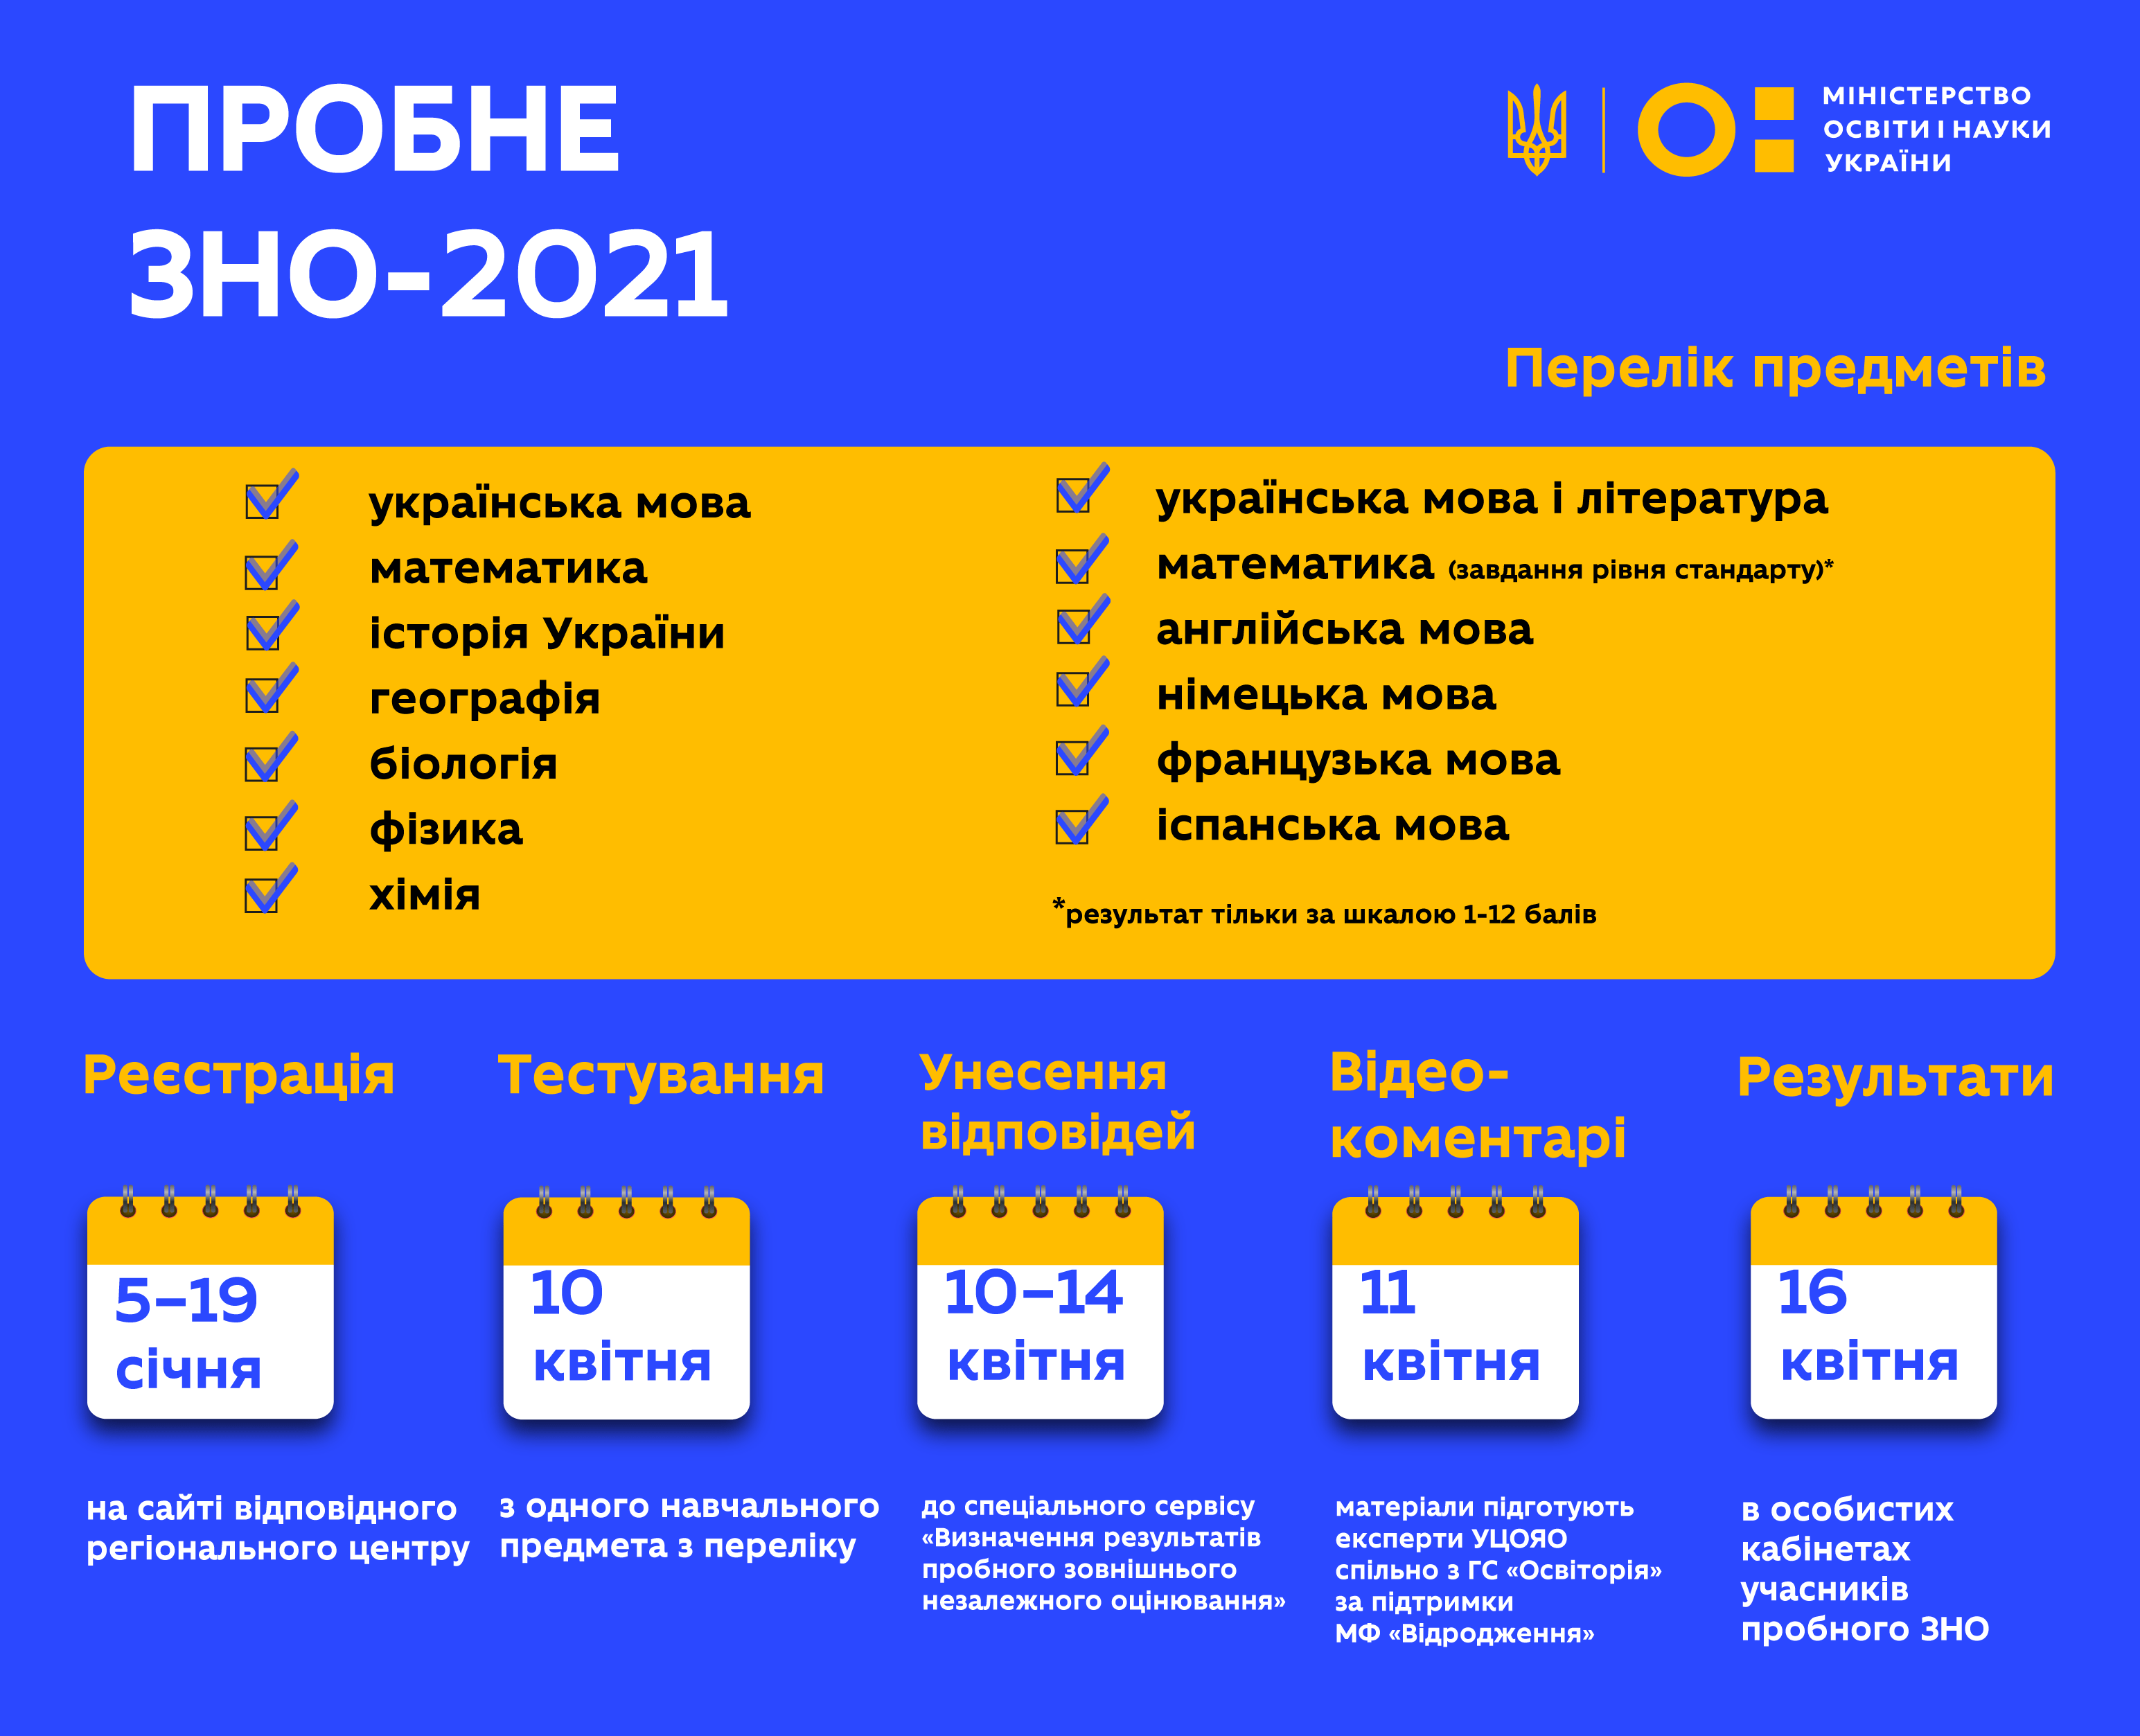 ПРОБНЕ
ЗНО-2021
МІНІСТЕРСТВО
ОСВІТИ І НАУКИ
УКРАЇНИ
Перелік предметів
українська мова
математика
історія України
географія
біологія
фізика
хімія
українська мова і література
математика (завдання рівня стандарту)*
англійська мова
німецька мова
французька мова
іспанська мова
*результат тільки за шкалою 1-12 балів
Реєстрація
5–19
січня
на сайті відповідного
регіонального центру
Тестування
10
квітня
з одного навчального
предмета з переліку
Унесення
відповідей
10–14
квітня
до спеціального сервісу
«Визначення результатів
пробного зовнішнього
незалежного оцінювання»
Відео-
коментарі
11
квітня
матеріали підготують
експерти УЦОЯО
спільно з ГС «Освіторія»
за підтримки
МФ «Відродження»
Результати
16
квітня
в особистих
кабінетах
учасників
пробного ЗНО